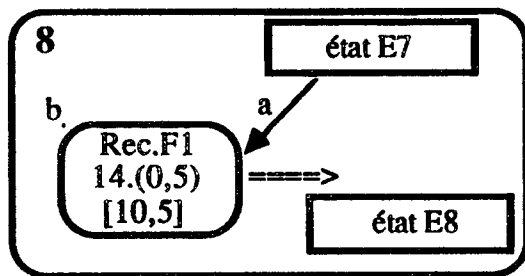 8
état E7
a
b.
Rec.F1
14.(0,5)
[10,5]
====>
état E8